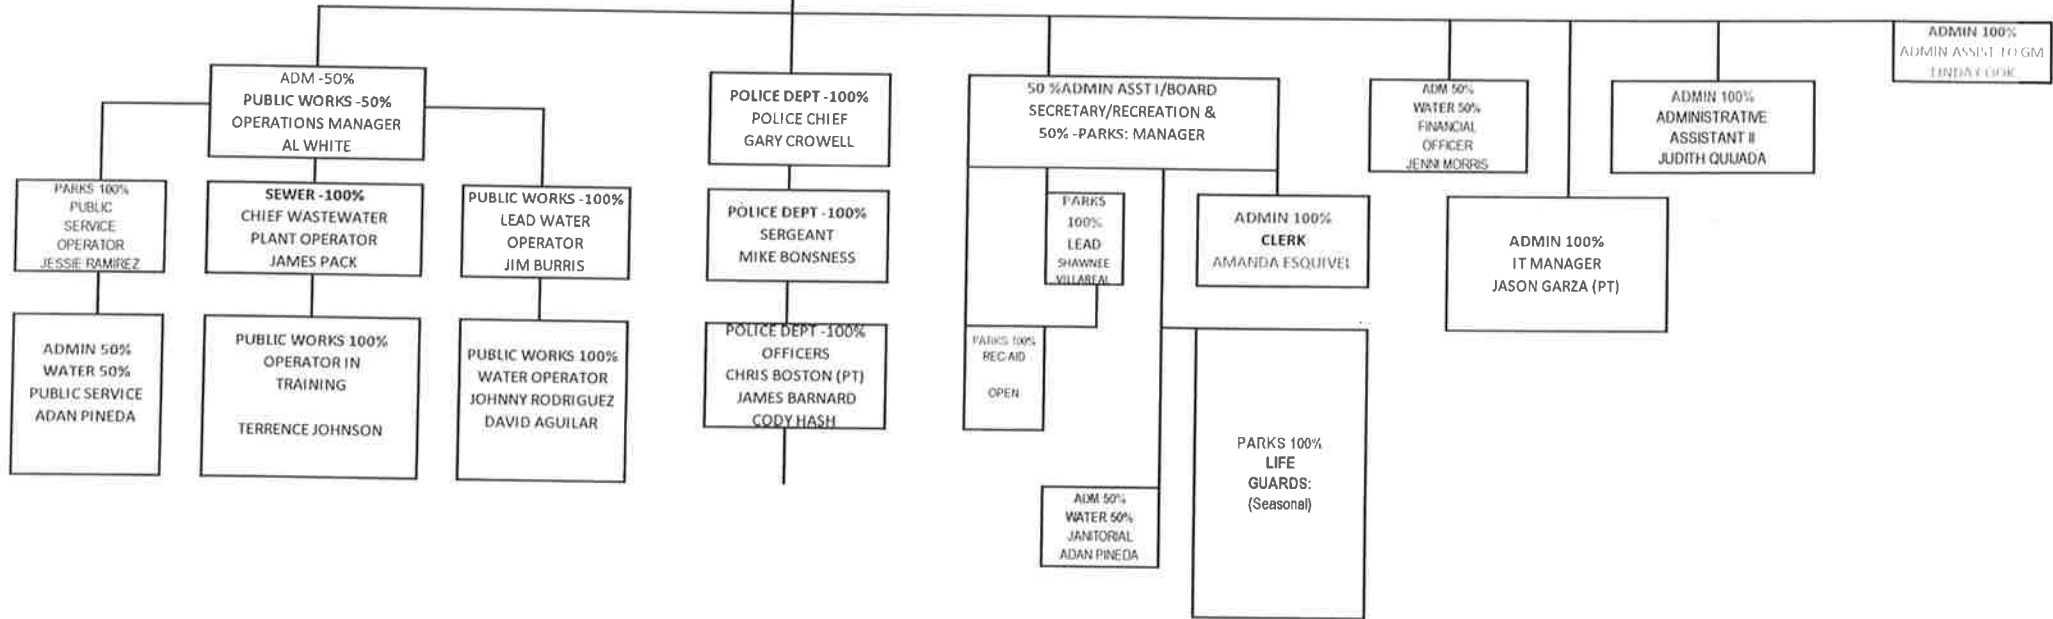 ADMIN 100%
ADMIN ASSIST TO GM
LINDA COOK
ADM -50%
PUBLIC WORKS -50%
OPERATIONS MANAGER
AL WHITE
POLICE DEPT -100%
POLICE CHIEF
GARY CROWELL
50 %ADMIN ASST I/BOARD
SECRETARY/RECREATION &
50% -PARKS: MANAGER
ADM 50%
WATER 50%
FINANCIAL
OFFICER
JENNI MORRIS
ADMIN 100%
ADMINISTRATIVE
ASSISTANT II
JUDITH QUIJADA
PARKS 100%
PUBLIC
SERVICE
OPERATOR
JESSIE RAMIREZ
SEWER -100%
CHIEF WASTEWATER
PLANT OPERATOR
JAMES PACK
PUBLIC WORKS -100%
LEAD WATER
OPERATOR
JIM BURRIS
POLICE DEPT -100%
SERGEANT
MIKE BONSNESS
PARKS
100%
LEAD
SHAWNEE
VILLAREAL
ADMIN 100%
CLERK
AMANDA ESQUIVEL
ADMIN 100%
IT MANAGER
JASON GARZA (PT)
ADMIN 50%
WATER 50%
PUBLIC SERVICE
ADAN PINEDA
PUBLIC WORKS 100%
OPERATOR IN
TRAINING
TERRENCE JOHNSON
PUBLIC WORKS 100%
WATER OPERATOR
JOHNNY RODRIGUEZ
DAVID AGUILAR
POLICE DEPT -100%
OFFICERS
CHRIS BOSTON (PT)
JAMES BARNARD
CODY HASH
PARKS 100%
REC AID
OPEN
PARKS 100%
LIFE
GUARDS:
(Seasonal)
ADM 50%
WATER 50%
JANITORIAL
ADAN PINEDA